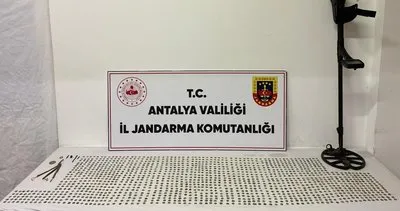 T.C.
ANTALYA VALİLİĞİ
İL JANDARMA KOMUTANLIĞI